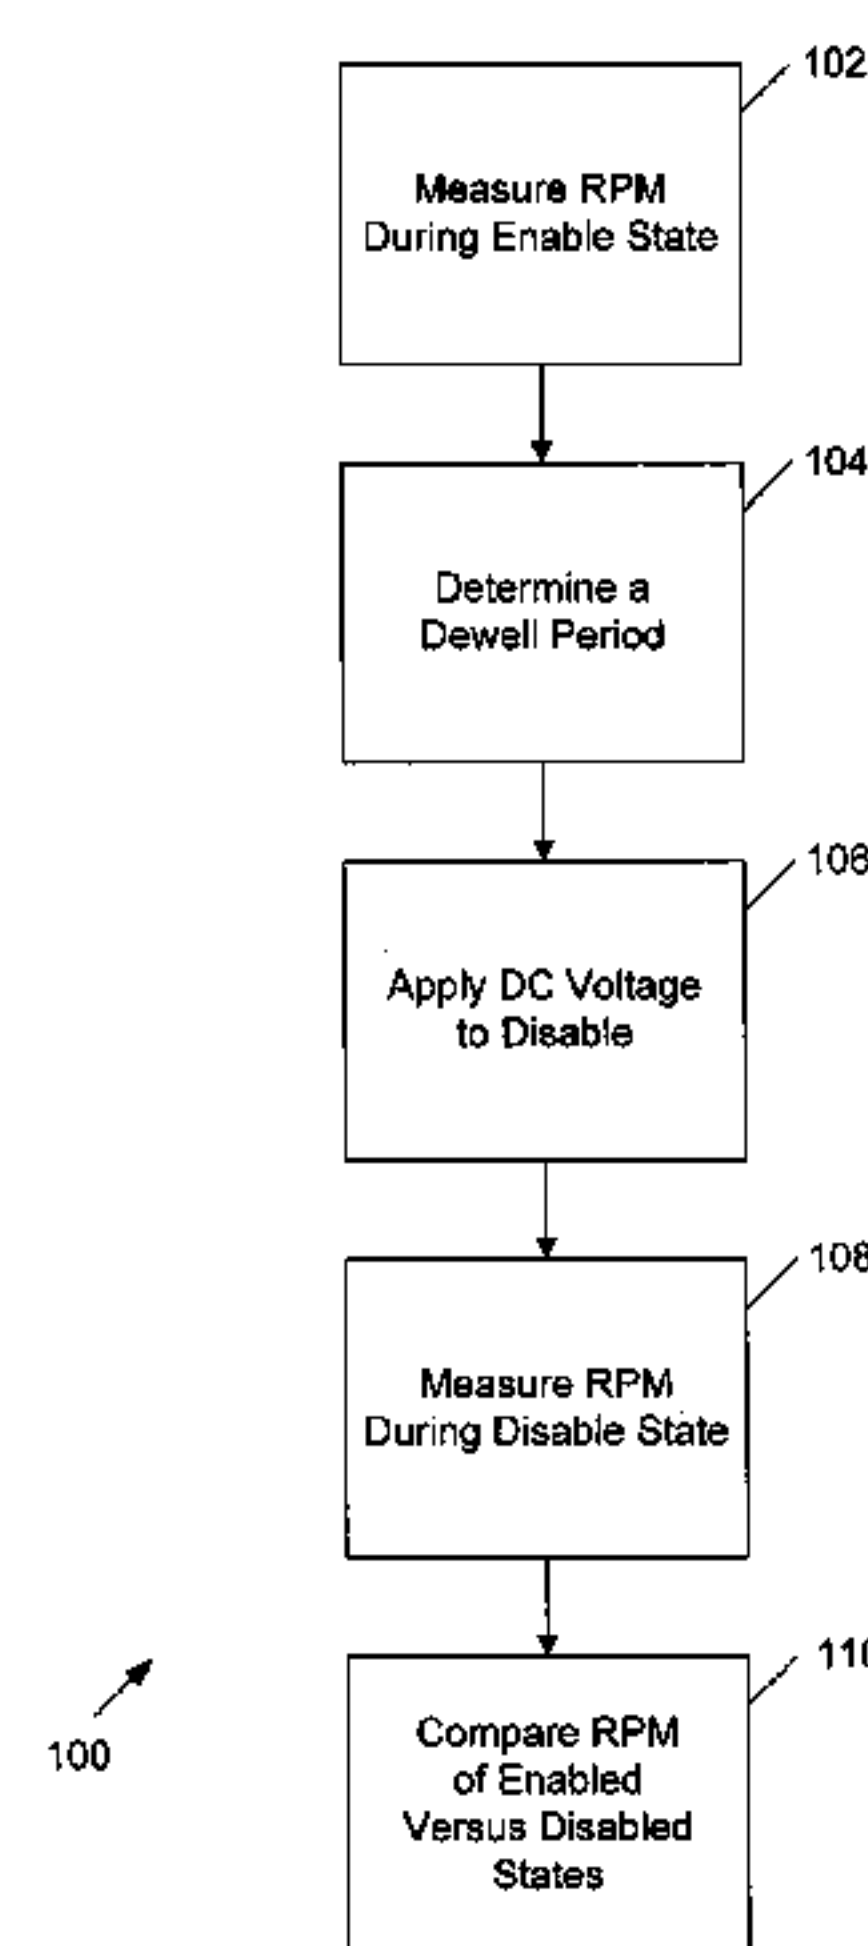 102
Measure RPM
During Enable State
104
Determine a
Dewell Period
106
Apply DC Voltage
to Disable
108
Measure RPM
During Disable State
110
100
Compare RPM
of Enabled
Versus Disabled
States